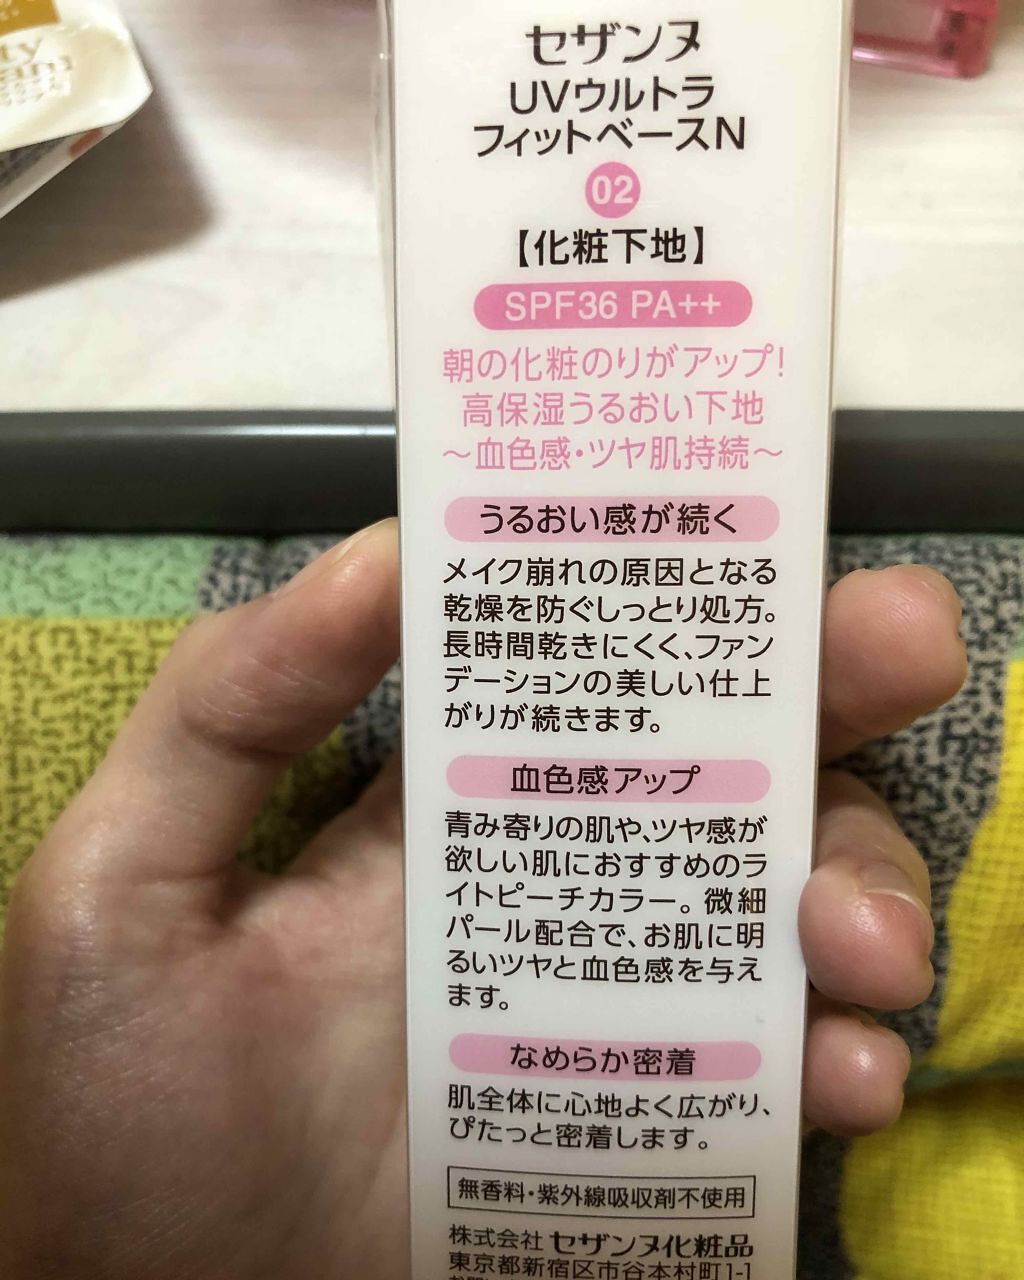 セザンヌ
UVウルトラ
フィットベースN
02
【化粧下地】
SPF36 PA++
朝の化粧のりがアップ!
高保湿うるおい下地
〜血色感・ツヤ肌持続〜
うるおい感が続く
メイク崩れの原因となる
乾燥を防ぐしっとり処方。
長時間乾きにくく、ファン
デーションの美しい仕上
がりが続きます。
血色感アップ
青み寄りの肌や、ツヤ感が
欲しい肌におすすめのラ
イトピーチカラー。微細
パール配合で、お肌に明
るいツヤと血色感を与え
ます。
なめらか密着
肌全体に心地よく広がり、
ぴたっと密着します。
無香料・紫外線吸収剤不使用
株式会社 セザンヌ化粧品
東京都新宿区市谷本村町1-1